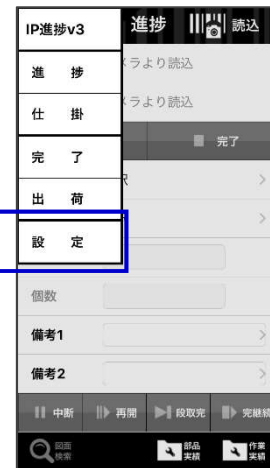 IP進捗v3
進捗
読込
進 捗
メラより読込
仕 掛
メラより読込
完 了
完了
出 荷
設 定
個数
備考1
備考2
中断
再開
段取完
完継続
図面検索
部品実績
作業実績